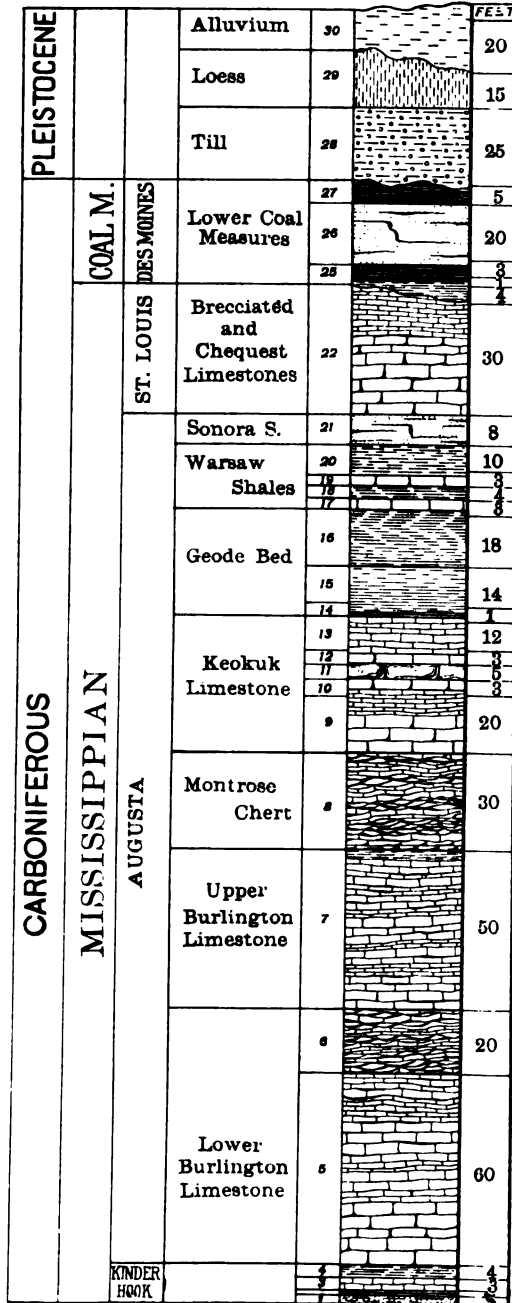 FEET
PLEISTOCENE
Alluvium 30 20
Loess 29 15
Till 28 25
CARBONIFEROUS
COAL M.
DES MOINES
27 5
Lower Coal
Measures
26 20
25 3
1
4
MISSISSIPPIAN
ST. LOUIS
Brecciated
and
Chequest
Limestones
22 30
AUGUSTA
Sonora S. 21 8
Warsaw
Shales
20 10
19 3
18 4
17
Geode Bed
16 18
15 14
14 1
Keokuk
Limestone
13 12
12
11
10 3
9 20
Montrose
Chert
8 30
Upper
Burlington
Limestone
7 50
6 20
Lower
Burlington
Limestone
5 60
KINDER
HOOK
4 4
3
1